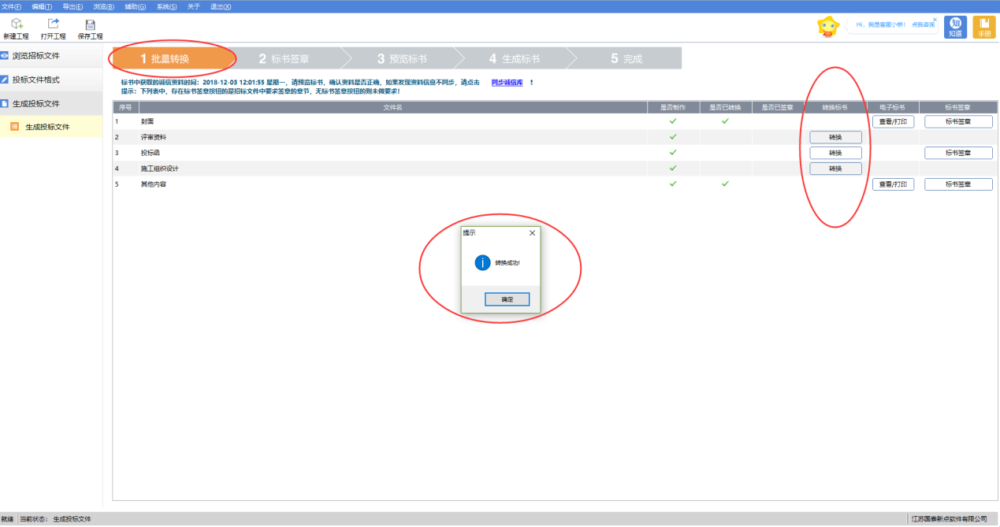 文件(F) 编辑(T) 导出(E) 浏览(B) 辅助(G) 系统(S) 关于 退出(X)
新建工程 打开工程 保存工程
Hi，我是客服小桥！ 点我咨询
知
知道
手册
浏览招标文件
投标文件格式
生成投标文件
生成投标文件
1 批量转换 2 标书签章 3 预览标书 4 生成标书 5 完成
标书中获取的诚信资料时间：2018-12-03 12:01:55 星期一，请预览标书，确认资料是否正确，如果发现资料信息不同步，请点击 同步诚信库 ！
提示：下列表中，存在标书签章按钮的是招标文件中要求签章的章节，无标书签章按钮的则未做要求！
序号 文件名 是否制作 是否已转换 是否已签章 转换标书 电子标书 标书签章
1 封面 查看/打印 标书签章
2 评审资料 转换
3 投标函 转换 标书签章
4 施工组织设计 转换
5 其他内容 查看/打印 标书签章
提示
转换成功!
确定
就绪 当前状态： 生成投标文件 江苏国泰新点软件有限公司